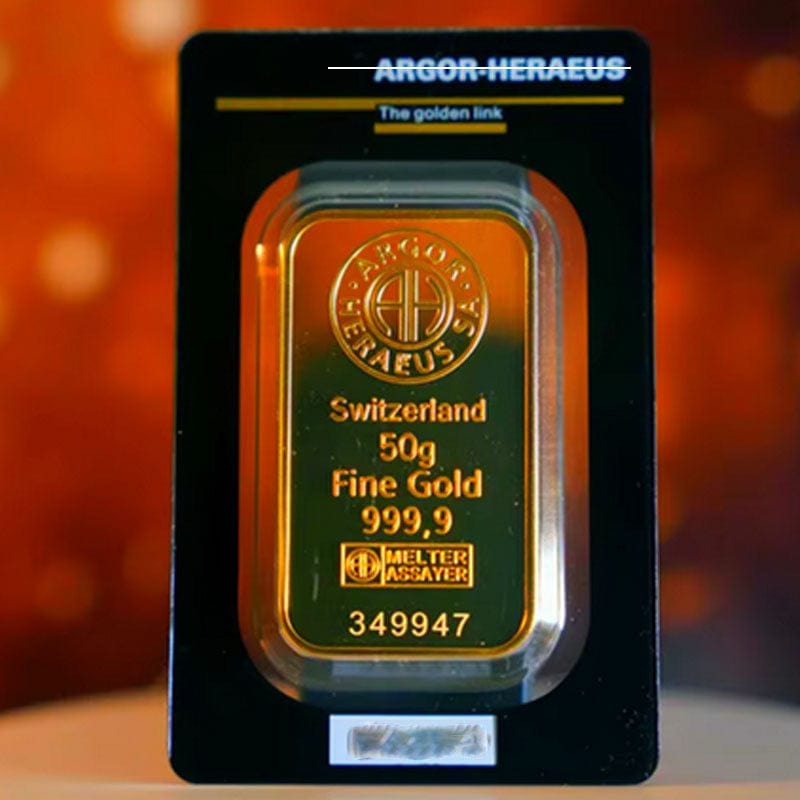 ARGOR-HERAEUS
The golden link
· ARGOR ·
HERAEUS SA
Switzerland
50g
Fine Gold
999,9
MELTER
ASSAYER
349947